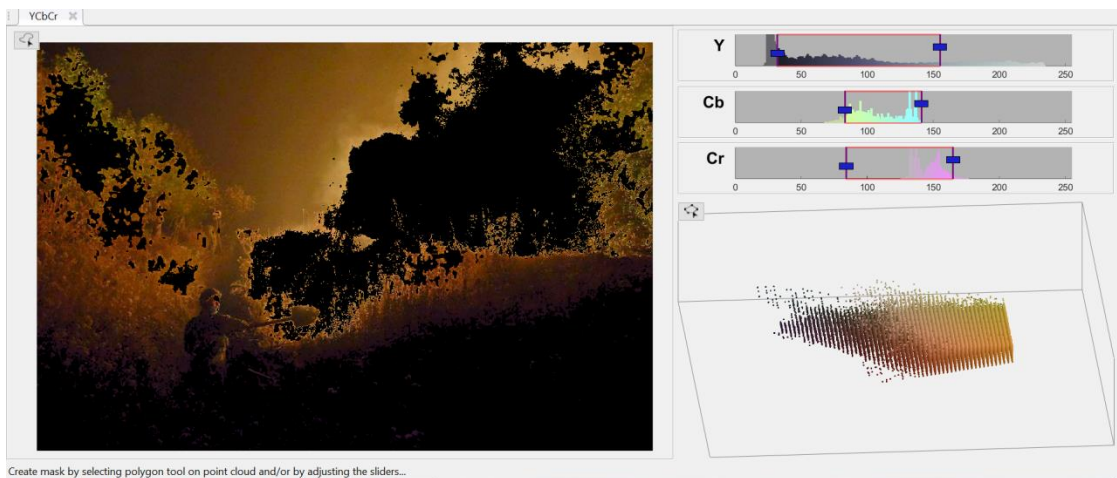 YCbCr
Y
0 50 100 150 200 250
Cb
0 50 100 150 200 250
Cr
0 50 100 150 200 250
Create mask by selecting polygon tool on point cloud and/or by adjusting the sliders...